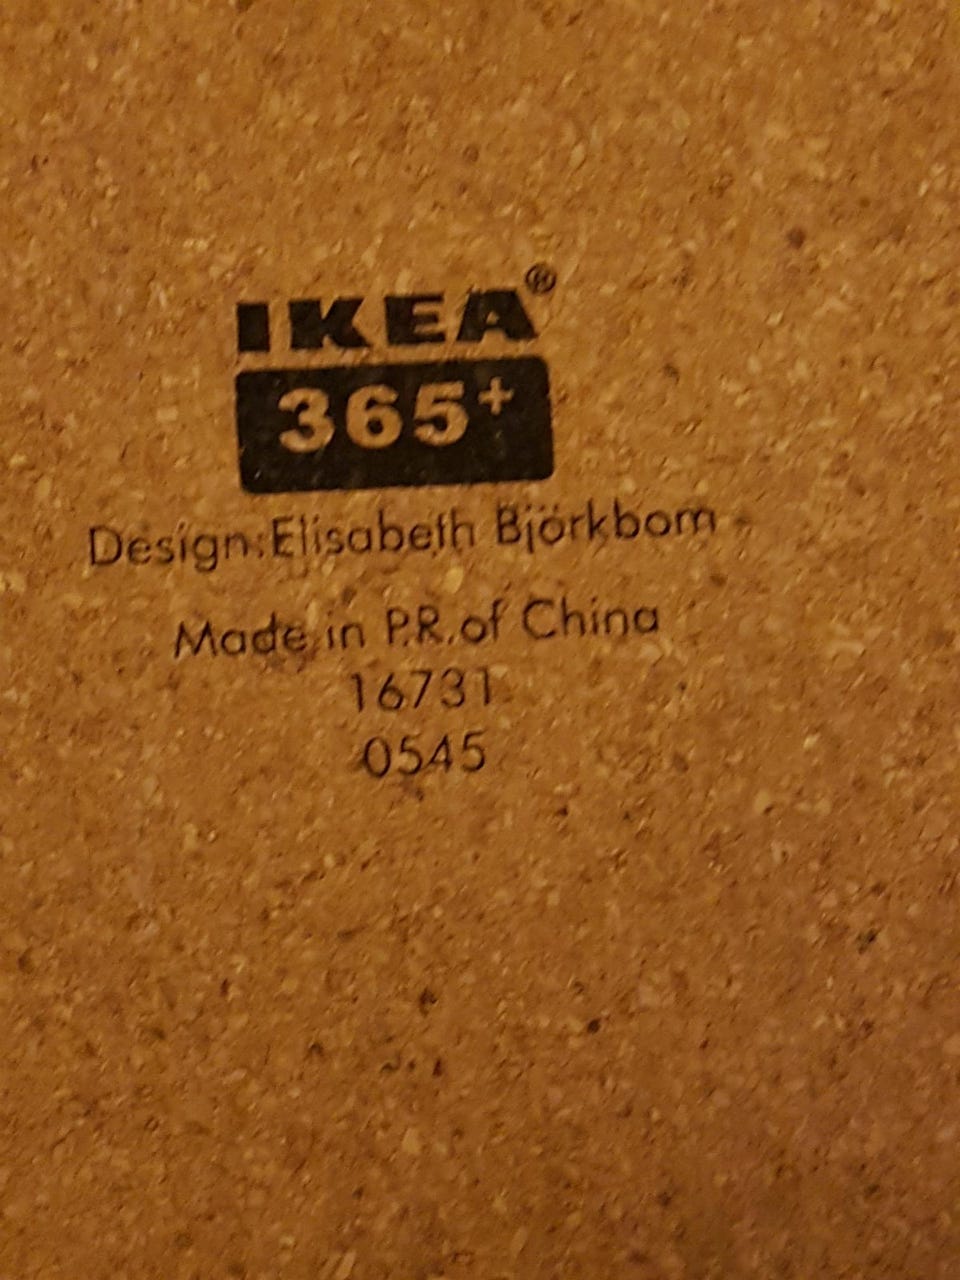 IKEA®
365+
Design: Elisabeth Björkbom
Made in P.R. of China
16731
0545